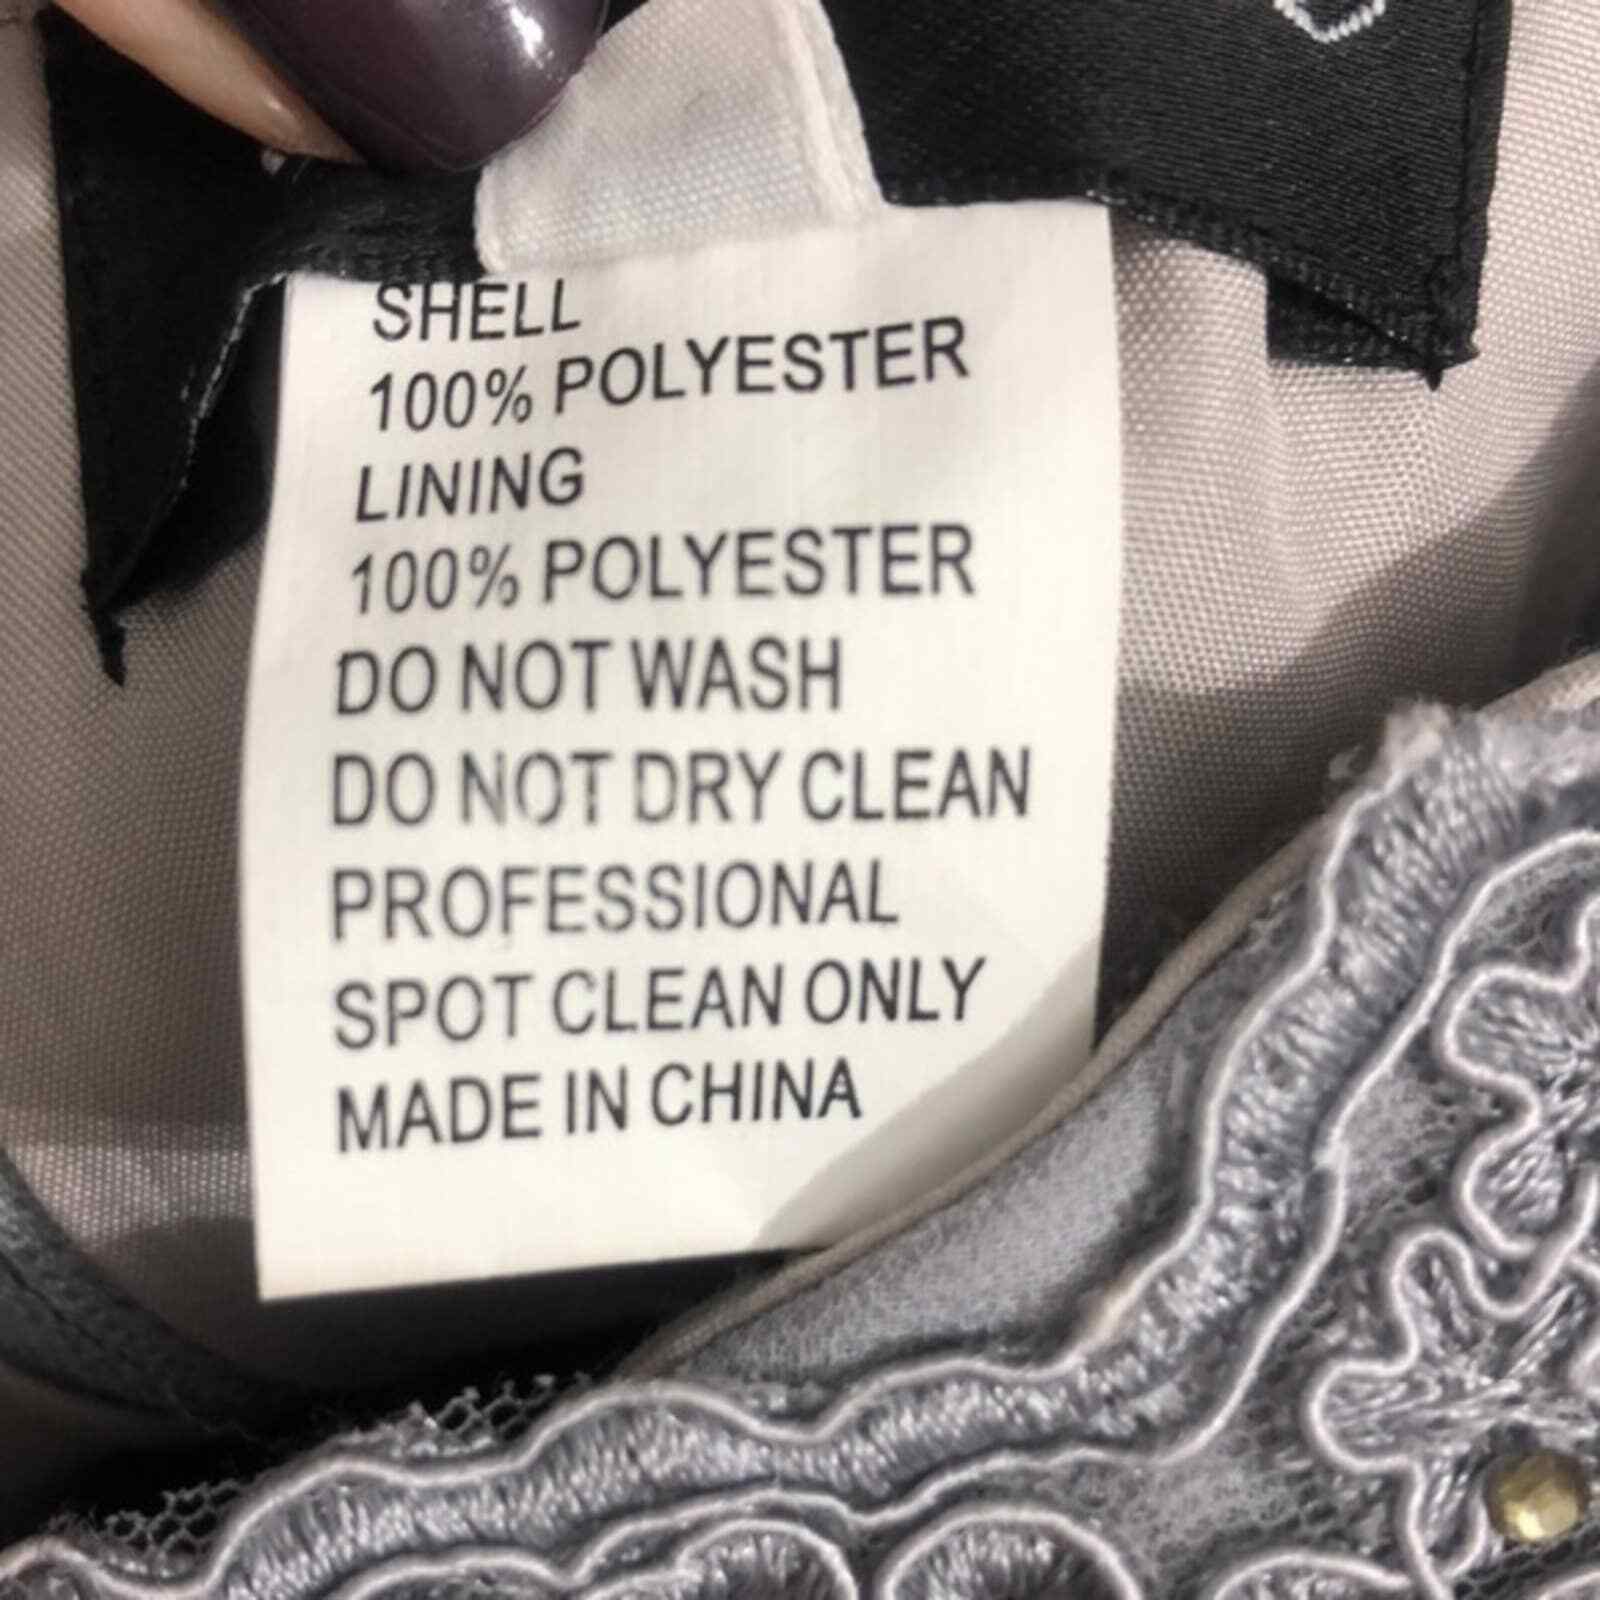 SHELL
100% POLYESTER
LINING
100% POLYESTER
DO NOT WASH
DO NOT DRY CLEAN
PROFESSIONAL
SPOT CLEAN ONLY
MADE IN CHINA